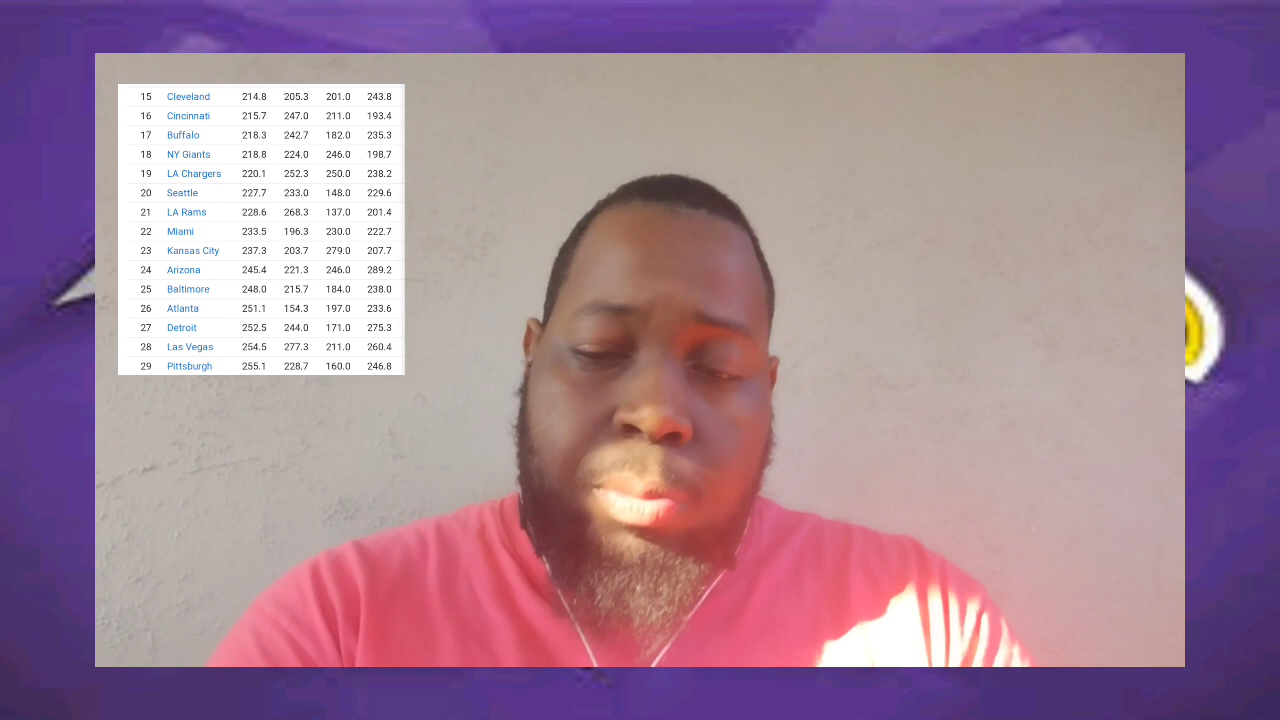 15 Cleveland 214.8 205.3 201.0 243.8
16 Cincinnati 215.7 247.0 211.0 193.4
17 Buffalo 218.3 242.7 182.0 235.3
18 NY Giants 218.8 224.0 246.0 198.7
19 LA Chargers 220.1 252.3 250.0 238.2
20 Seattle 227.7 233.0 148.0 229.6
21 LA Rams 228.6 268.3 137.0 201.4
22 Miami 233.5 196.3 230.0 222.7
23 Kansas City 237.3 203.7 279.0 207.7
24 Arizona 245.4 221.3 246.0 289.2
25 Baltimore 248.0 215.7 184.0 238.0
26 Atlanta 251.1 154.3 197.0 233.6
27 Detroit 252.5 244.0 171.0 275.3
28 Las Vegas 254.5 277.3 211.0 260.4
29 Pittsburgh 255.1 228.7 160.0 246.8